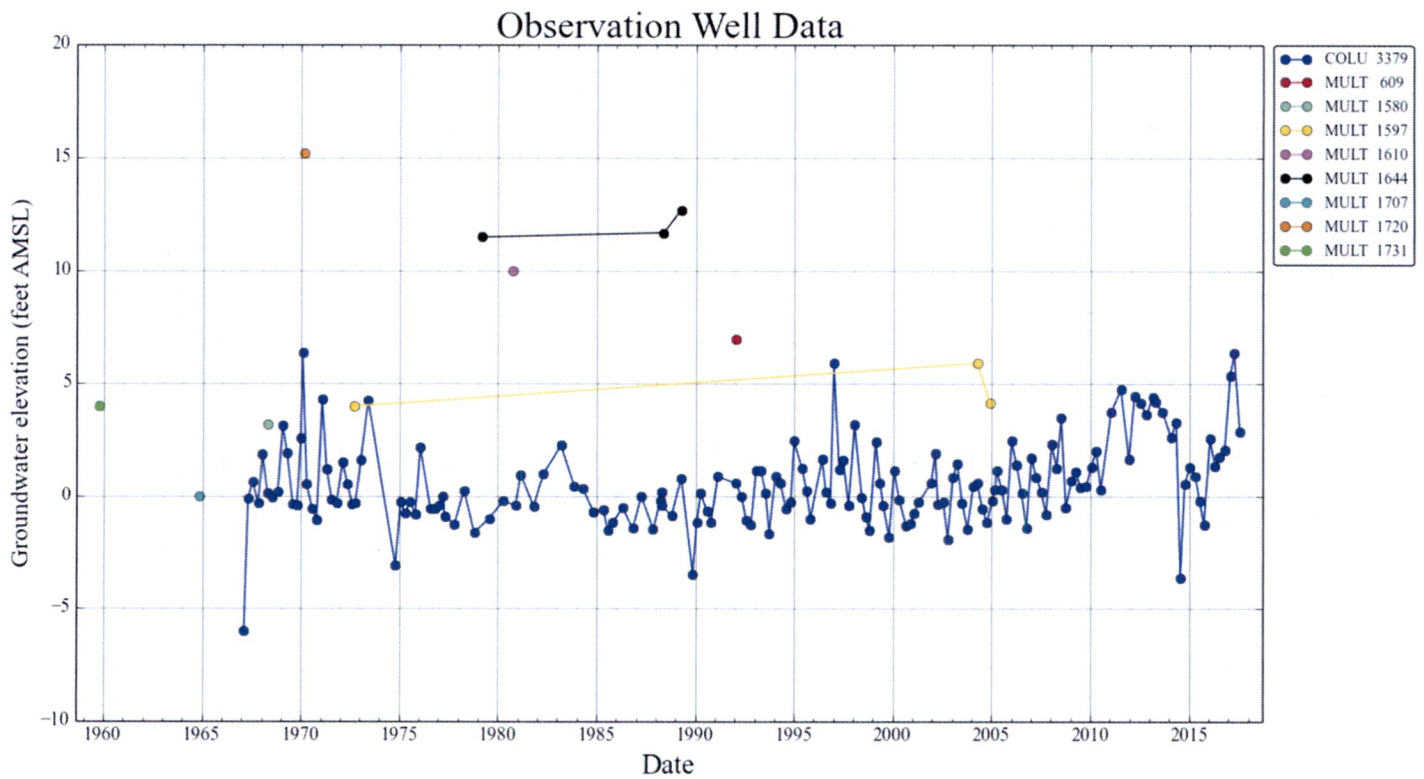 Observation Well Data
20
15
10
5
0
−5
−10
Groundwater elevation (feet AMSL)
1960 1965 1970 1975 1980 1985 1990 1995 2000 2005 2010 2015
Date
COLU 3379
MULT 609
MULT 1580
MULT 1597
MULT 1610
MULT 1644
MULT 1707
MULT 1720
MULT 1731